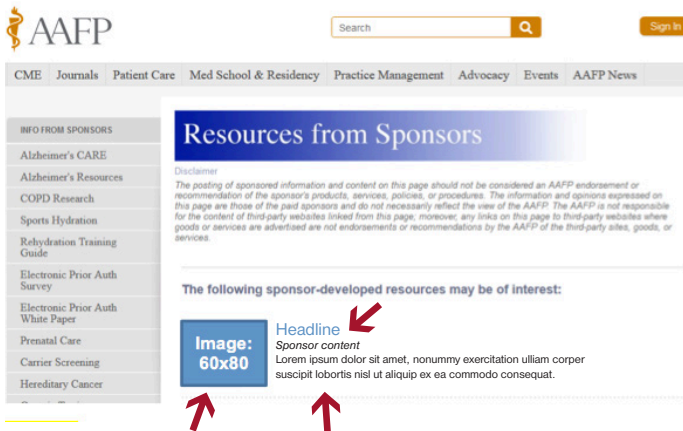 AAFP
Search
Sign In
CME Journals Patient Care Med School & Residency Practice Management Advocacy Events AAFP News
INFO FROM SPONSORS
Alzheimer's CARE
Alzheimer's Resources
COPD Research
Sports Hydration
Rehydration Training
Guide
Electronic Prior Auth
Survey
Electronic Prior Auth
White Paper
Prenatal Care
Carrier Screening
Hereditary Cancer
Resources from Sponsors
Disclaimer
The posting of sponsored information and content on this page should not be considered an AAFP endorsement or
recommendation of the sponsor's products, services, policies, or procedures. The information and opinions expressed on
this page are those of the paid sponsors and do not necessarily reflect the view of the AAFP. The AAFP is not responsible
for the content of third-party websites linked from this page; moreover, any links on this page to third-party websites where
goods or services are advertised are not endorsements or recommendations by the AAFP of the third-party sites, goods, or
services.
The following sponsor-developed resources may be of interest:
Image:
60x80
Headline
Sponsor content
Lorem ipsum dolor sit amet, nonummy exercitation ulliam corper
suscipit lobortis nisl ut aliquip ex ea commodo consequat.